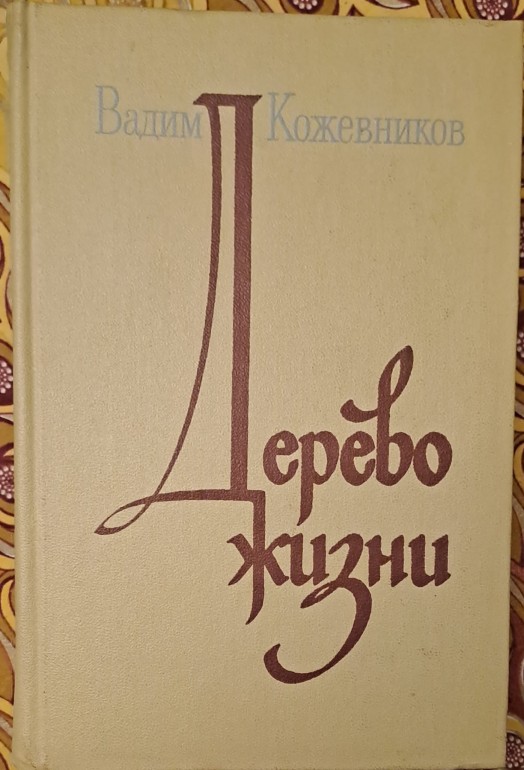 Вадим Кожевников
Дерево
жизни